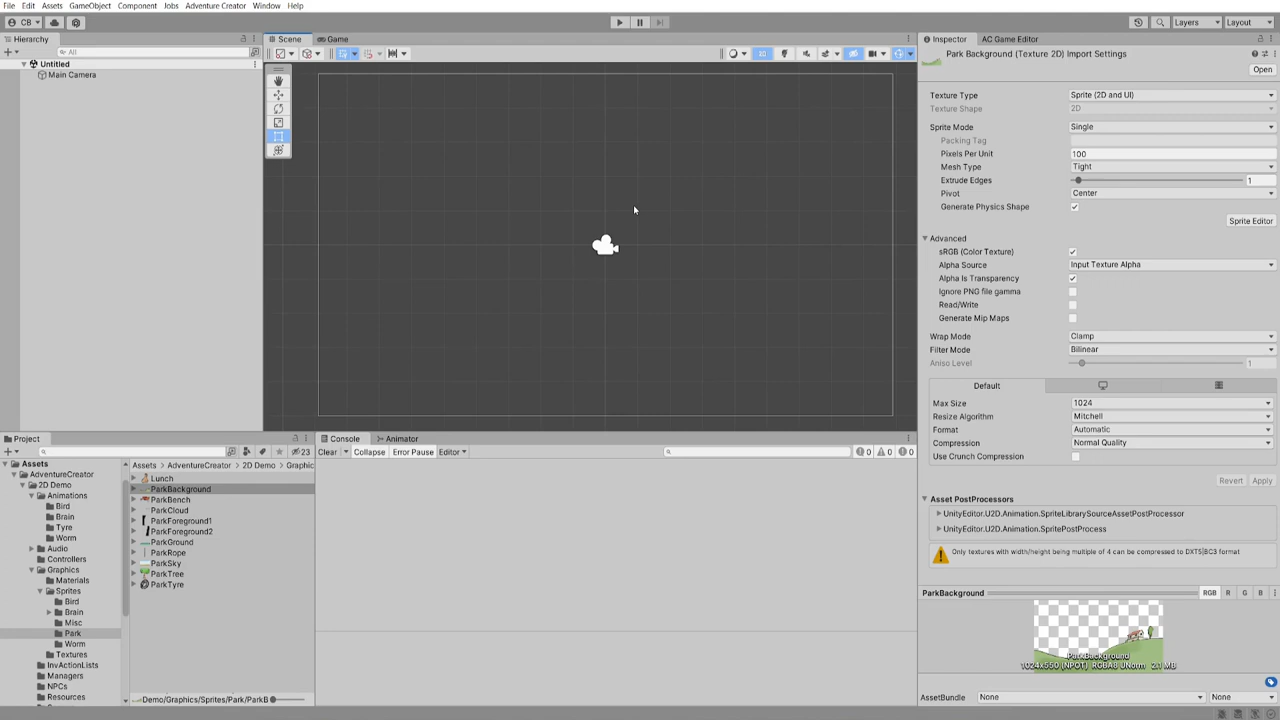 File Edit Assets GameObject Component Jobs Adventure Creator Window Help
CB Layers Layout
Hierarchy Scene Game Inspector AC Game Editor
All
Untitled
Main Camera
2D
Park Background (Texture 2D) Import Settings
Open
Texture Type Sprite (2D and UI)
Texture Shape 2D
Sprite Mode Single
Packing Tag
Pixels Per Unit 100
Mesh Type Tight
Extrude Edges 1
Pivot Center
Generate Physics Shape
Sprite Editor
Advanced
sRGB (Color Texture)
Alpha Source Input Texture Alpha
Alpha Is Transparency
Ignore PNG file gamma
Read/Write
Generate Mip Maps
Wrap Mode Clamp
Filter Mode Bilinear
Aniso Level 1
Default
Max Size 1024
Resize Algorithm Mitchell
Format Automatic
Compression Normal Quality
Use Crunch Compression
Revert Apply
Asset PostProcessors
UnityEditor.U2D.Animation.SpriteLibrarySourceAssetPostProcessor
UnityEditor.U2D.Animation.SpritePostProcess
Only textures with width/height being multiple of 4 can be compressed to DXT5|BC3 format
ParkBackground RGB R G B
ParkBackground
1024x550 (NPOT) RGBA8 UNorm 2.1 MB
AssetBundle None None
Project
23
Assets
AdventureCreator
2D Demo
Animations
Bird
Brain
Tyre
Worm
Audio
Controllers
Graphics
Materials
Sprites
Bird
Brain
Misc
Park
Worm
Textures
InvActionLists
Managers
NPCs
Resources
Assets AdventureCreator 2D Demo Graphic
Lunch
ParkBackground
ParkBench
ParkCloud
ParkForeground1
ParkForeground2
ParkGround
ParkRope
ParkSky
ParkTree
ParkTyre
Demo/Graphics/Sprites/Park/ParkB
Console Animator
Clear Collapse Error Pause Editor 0 0 0